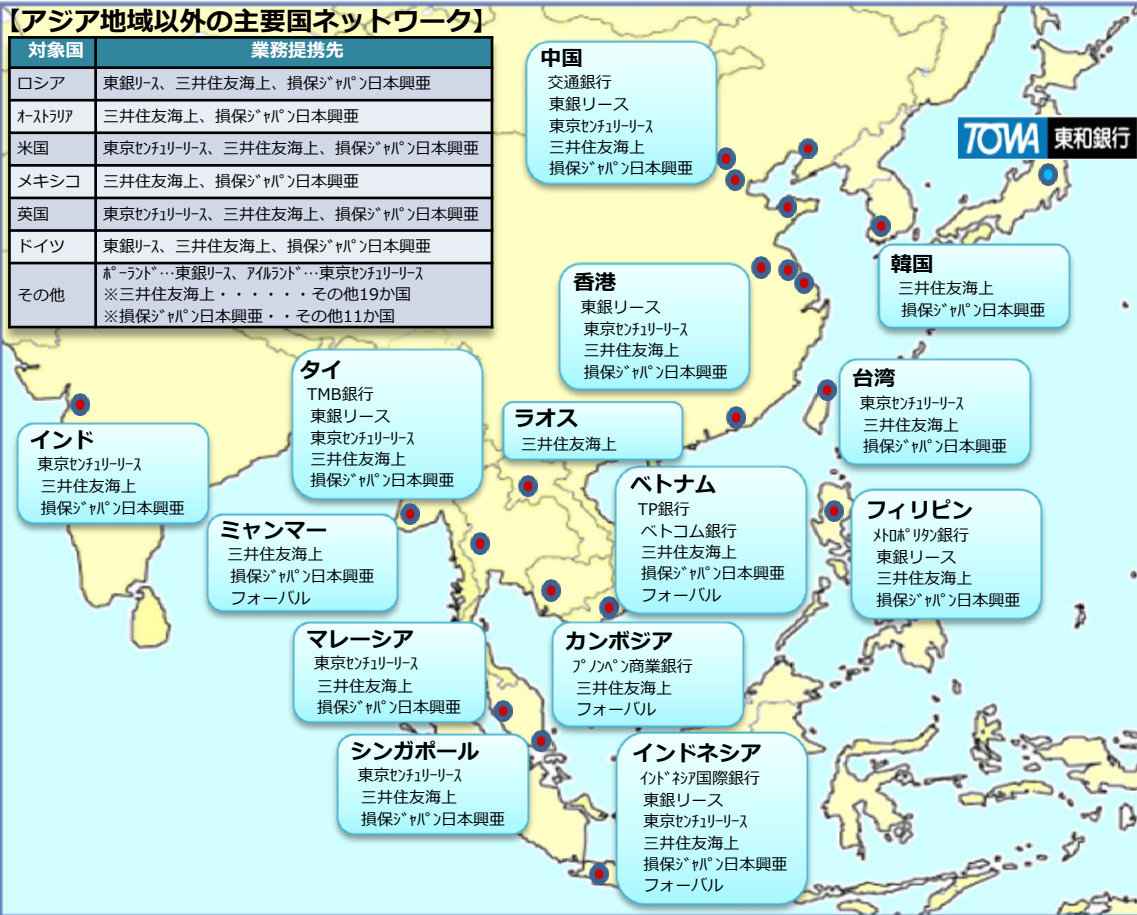 【アジア地域以外の主要国ネットワーク】
対象国 業務提携先
ロシア 東銀ﾘｰｽ、三井住友海上、損保ｼﾞｬﾊﾟﾝ日本興亜
ｵｰｽﾄﾗﾘｱ 三井住友海上、損保ｼﾞｬﾊﾟﾝ日本興亜
米国 東京ｾﾝﾁｭﾘｰﾘｰｽ、三井住友海上、損保ｼﾞｬﾊﾟﾝ日本興亜
メキシコ 三井住友海上、損保ｼﾞｬﾊﾟﾝ日本興亜
英国 東京ｾﾝﾁｭﾘｰﾘｰｽ、三井住友海上、損保ｼﾞｬﾊﾟﾝ日本興亜
ドイツ 東銀ﾘｰｽ、三井住友海上、損保ｼﾞｬﾊﾟﾝ日本興亜
その他 ﾎﾟｰﾗﾝﾄﾞ…東銀ﾘｰｽ、ｱｲﾙﾗﾝﾄﾞ…東京ｾﾝﾁｭﾘｰﾘｰｽ
※三井住友海上・・・・・・その他19か国
※損保ｼﾞｬﾊﾟﾝ日本興亜・・その他11か国
中国
交通銀行
東銀リース
東京ｾﾝﾁｭﾘｰﾘｰｽ
三井住友海上
損保ｼﾞｬﾊﾟﾝ日本興亜
TOWA 東和銀行
韓国
三井住友海上
損保ｼﾞｬﾊﾟﾝ日本興亜
香港
東銀リース
東京ｾﾝﾁｭﾘｰﾘｰｽ
三井住友海上
損保ｼﾞｬﾊﾟﾝ日本興亜
タイ
TMB銀行
東銀リース
東京ｾﾝﾁｭﾘｰﾘｰｽ
三井住友海上
損保ｼﾞｬﾊﾟﾝ日本興亜
台湾
東京ｾﾝﾁｭﾘｰﾘｰｽ
三井住友海上
損保ｼﾞｬﾊﾟﾝ日本興亜
ラオス
三井住友海上
インド
東京ｾﾝﾁｭﾘｰﾘｰｽ
三井住友海上
損保ｼﾞｬﾊﾟﾝ日本興亜
ベトナム
TP銀行
ベトコム銀行
三井住友海上
損保ｼﾞｬﾊﾟﾝ日本興亜
フォーバル
フィリピン
ﾒﾄﾛﾎﾟﾘﾀﾝ銀行
東銀リース
三井住友海上
損保ｼﾞｬﾊﾟﾝ日本興亜
ミャンマー
三井住友海上
損保ｼﾞｬﾊﾟﾝ日本興亜
フォーバル
マレーシア
東京ｾﾝﾁｭﾘｰﾘｰｽ
三井住友海上
損保ｼﾞｬﾊﾟﾝ日本興亜
カンボジア
ﾌﾟﾉﾝﾍﾟﾝ商業銀行
三井住友海上
フォーバル
シンガポール
東京ｾﾝﾁｭﾘｰﾘｰｽ
三井住友海上
損保ｼﾞｬﾊﾟﾝ日本興亜
インドネシア
ｲﾝﾄﾞﾈｼｱ国際銀行
東銀リース
東京ｾﾝﾁｭﾘｰﾘｰｽ
三井住友海上
損保ｼﾞｬﾊﾟﾝ日本興亜
フォーバル